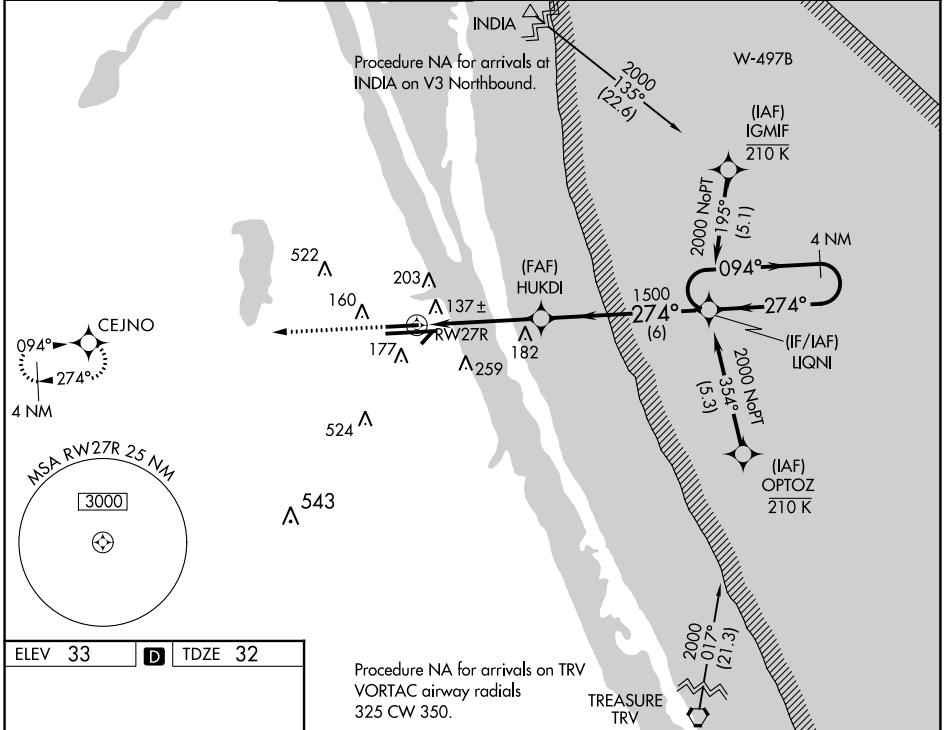 INDIA
Procedure NA for arrivals at
INDIA on V3 Northbound.
2000
135°
(22.6)
W-497B
(IAF)
IGMIF
210 K
2000 NoPT
195°
(5.1)
4 NM
094°
274°
522
203
160
137 ±
(FAF)
HUKDI
1500
274°
(6)
RW27R
177
182
259
(IF/IAF)
LIQNI
CEJNO
094°
274°
4 NM
524
2000 NoPT
354°
(5.3)
(IAF)
OPTOZ
210 K
MSA RW27R 25 NM
3000
543
ELEV 33
D
TDZE 32
Procedure NA for arrivals on TRV
VORTAC airway radials
325 CW 350.
2000
017°
(21.3)
TREASURE
TRV